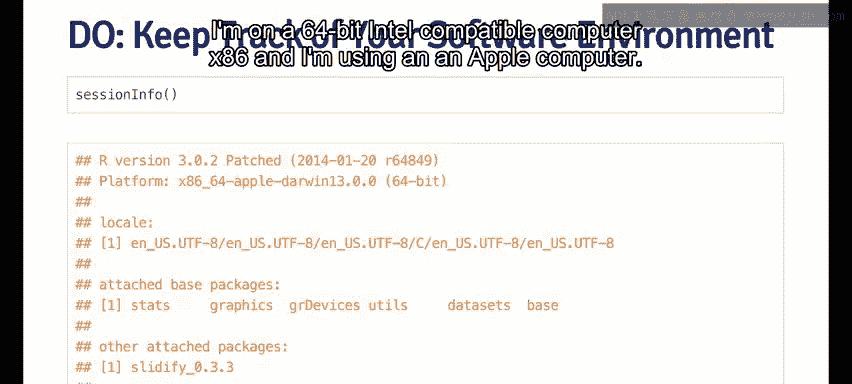 DO: Keep Track of Your Software Environment
I'm on a 64-bit Intel compatible computer
x86 and I'm using an an Apple computer.
sessionInfo()
## R version 3.0.2 Patched (2014-01-20 r64849)
## Platform: x86_64-apple-darwin13.0.0 (64-bit)
##
## locale:
## [1] en_US.UTF-8/en_US.UTF-8/en_US.UTF-8/C/en_US.UTF-8/en_US.UTF-8
##
## attached base packages:
## [1] stats graphics grDevices utils datasets base
##
## other attached packages:
## [1] slidify_0.3.3